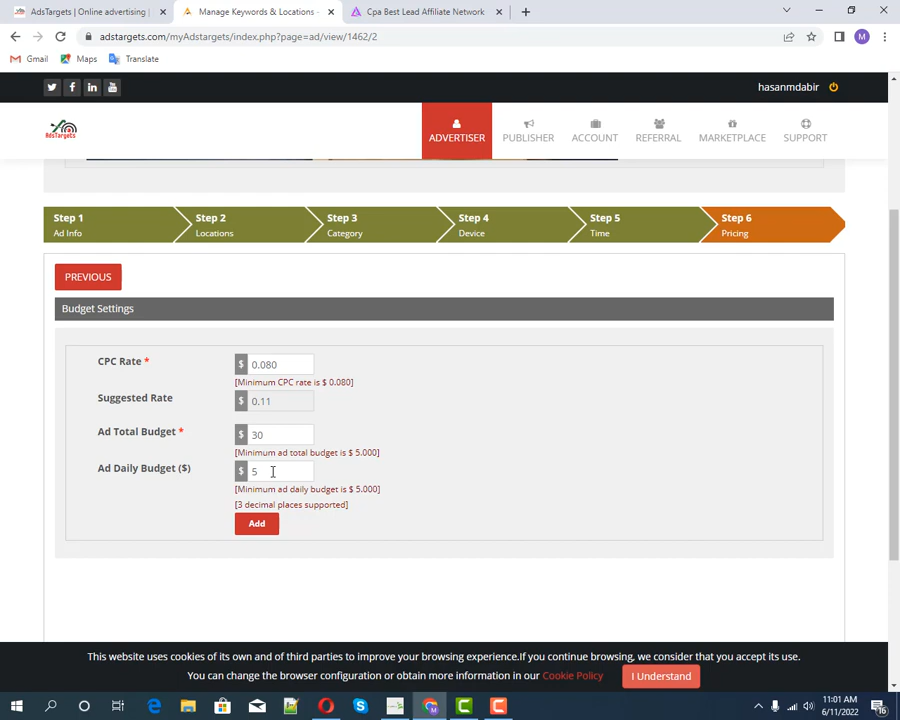 AdsTargets | Online advertising |
Manage Keywords & Locations -
Cpa Best Lead Affiliate Network
adstargets.com/myAdstargets/index.php?page=ad/view/1462/2
M
Gmail
Maps
Translate
hasanmdabir
AdsTargets
ADVERTISER
PUBLISHER
ACCOUNT
REFERRAL
MARKETPLACE
SUPPORT
Step 1
Ad Info
Step 2
Locations
Step 3
Category
Step 4
Device
Step 5
Time
Step 6
Pricing
PREVIOUS
Budget Settings
CPC Rate *
$ 0.080
[Minimum CPC rate is $ 0.080]
Suggested Rate
$ 0.11
Ad Total Budget *
$ 30
[Minimum ad total budget is $ 5.000]
Ad Daily Budget ($)
$ 5
[Minimum ad daily budget is $ 5.000]
[3 decimal places supported]
Add
This website uses cookies of its own and of third parties to improve your browsing experience.If you continue browsing, we consider that you accept its use.
You can change the browser configuration or obtain more information in our Cookie Policy
I Understand
11:01 AM
6/11/2022
16